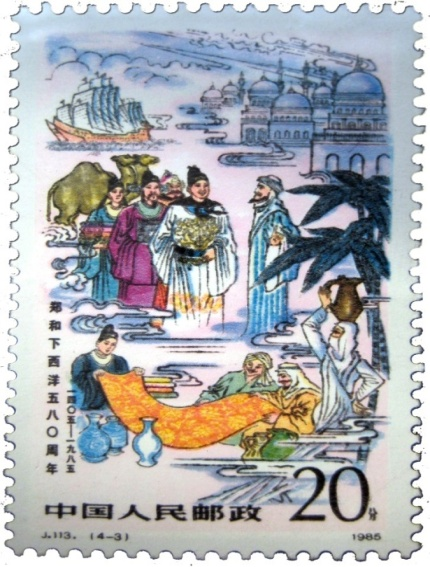 郑和下西洋五八〇周年
一四〇五—一九八五
中国人民邮政
20分
J.113. (4-3)
1985